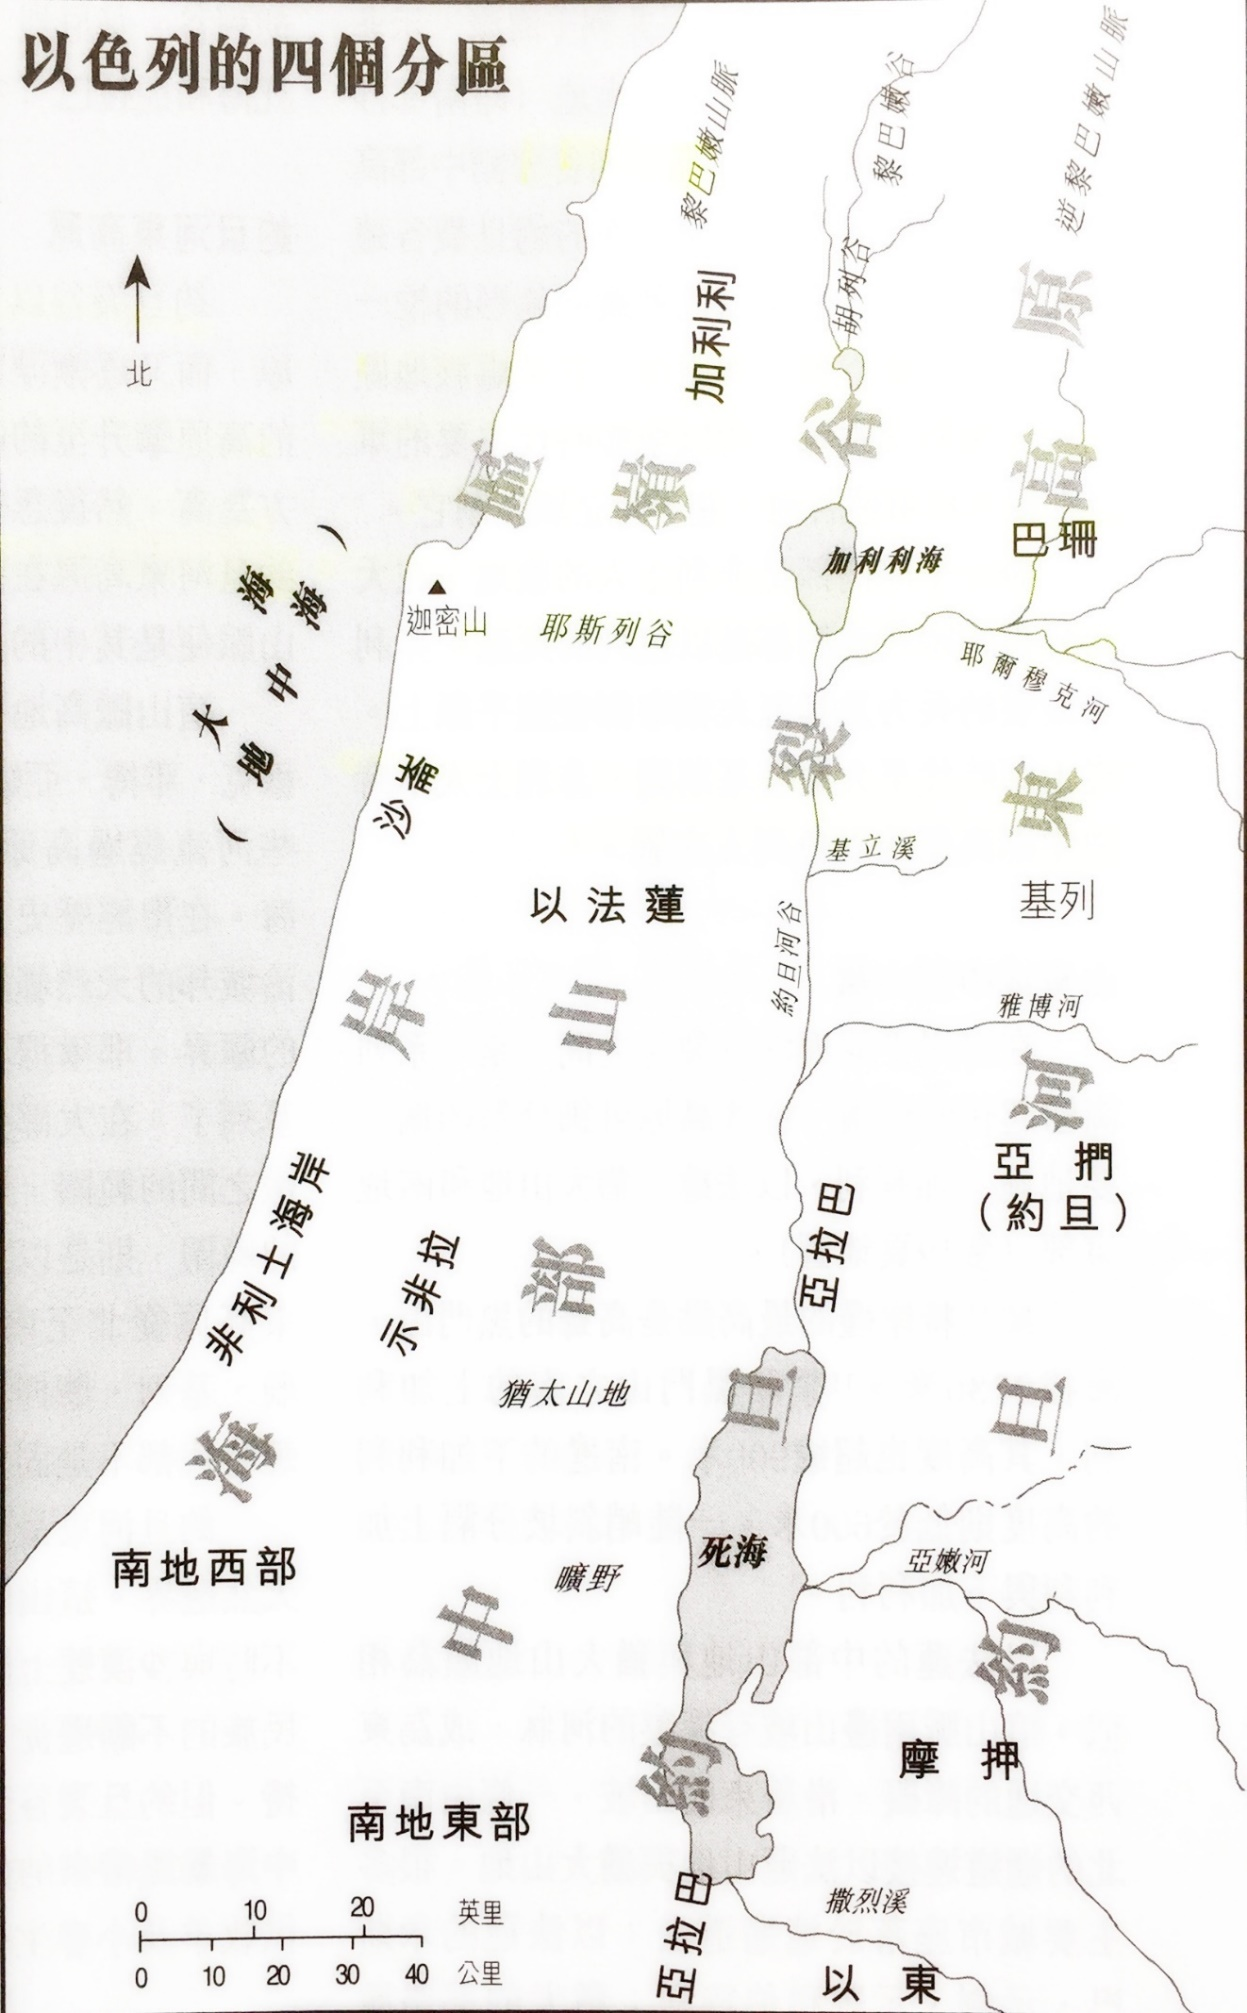 以色列的四個分區
北
黎巴嫩山脈
黎巴嫩谷
逆黎巴嫩山脈
胡列谷
加利利
大海
（地中海）
海岸區
中部山嶺
約旦裂谷
約旦河東高原
加利利海
巴珊
迦密山
耶斯列谷
耶爾穆克河
沙崙
基立溪
以法蓮
基列
約旦河谷
雅博河
亞捫
（約旦）
非利士海岸
示非拉
亞拉巴
猶太山地
南地西部
曠野
死海
亞嫩河
摩押
南地東部
亞拉巴
撒烈溪
以東
0 10 20 英里
0 10 20 30 40 公里